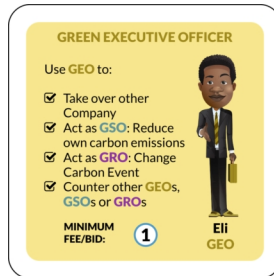 GREEN EXECUTIVE OFFICER
Use GEO to:
Take over other
Company
Act as GSO: Reduce
own carbon emissions
Act as GRO: Change
Carbon Event
Counter other GEOs,
GSOs or GROs
MINIMUM
FEE/BID:
1
Eli
GEO